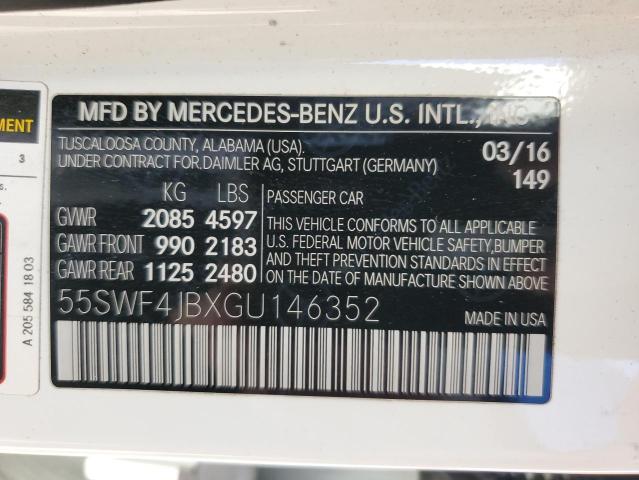 MFD BY MERCEDES-BENZ U.S. INTL., INC
TUSCALOOSA COUNTY, ALABAMA (USA).
UNDER CONTRACT FOR.DAIMLER AG, STUTTGART (GERMANY)
03/16
149
KG LBS
GVWR 2085 4597
GAWR FRONT 990 2183
GAWR REAR 1125 2480
PASSENGER CAR
THIS VEHICLE CONFORMS TO ALL APPLICABLE
U.S. FEDERAL MOTOR VEHICLE SAFETY,BUMPER
AND THEFT PREVENTION STANDARDS IN EFFECT
ON THE DATE OF MANUFACTURE SHOWN ABOVE.
55SWF4JBXGU146352
MADE IN USA
A 205 584 18 03
MENT
3
s.